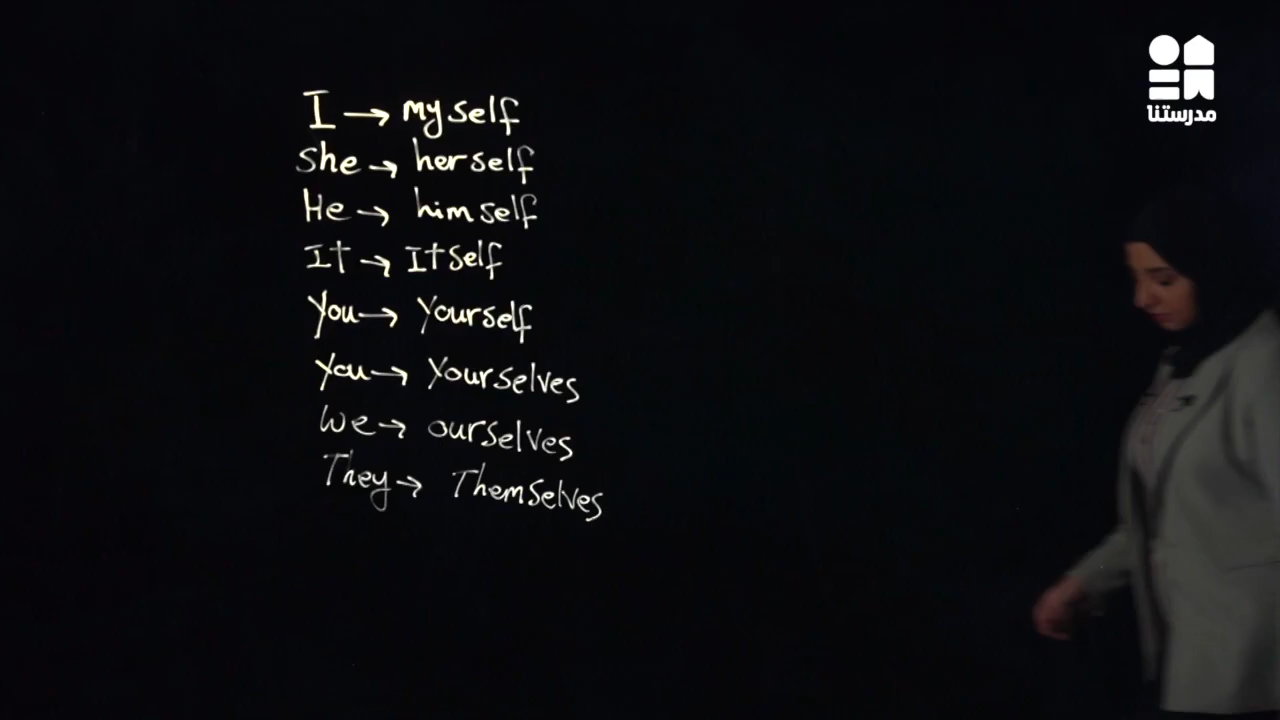 I → myself
She → herself
He → himself
It → Itself
You → Yourself
You → Yourselves
We → ourselves
They → Themselves
مدرستنا